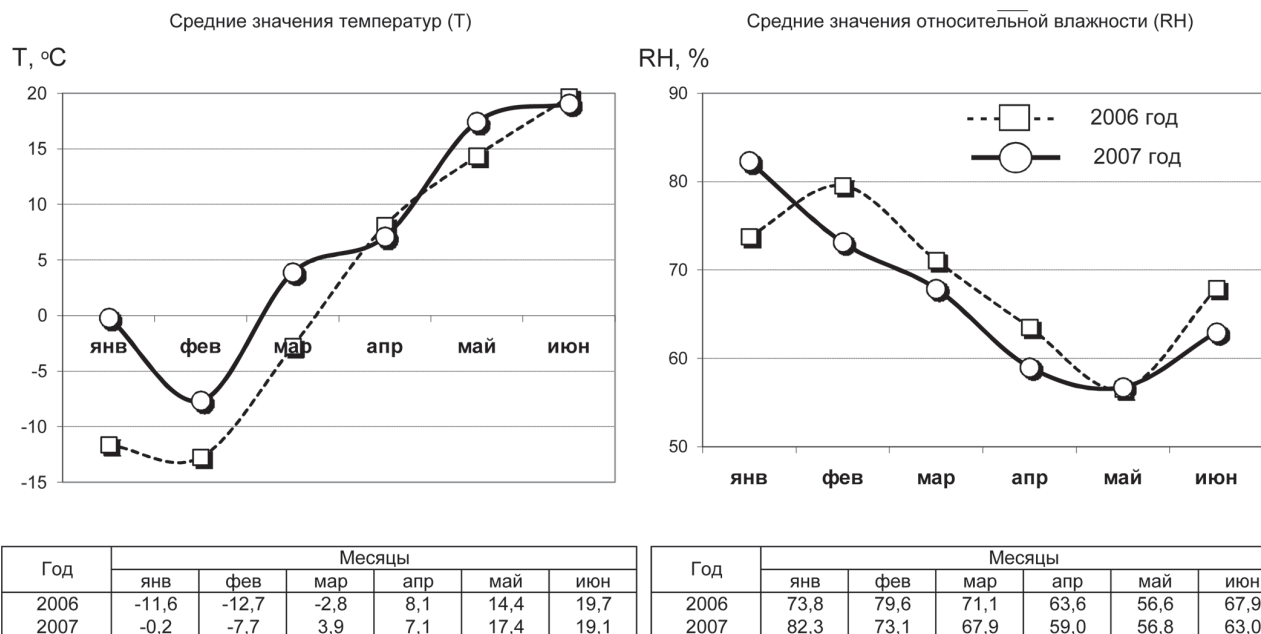 Средние значения температур (T)
T, °C
20
15
10
5
0
-5
-10
-15
янв фев мар апр май июн
Средние значения относительной влажности (RH)
RH, %
90
80
70
60
50
2006 год
2007 год
янв фев мар апр май июн
Год Месяцы
янв фев мар апр май июн
2006 -11,6 -12,7 -2,8 8,1 14,4 19,7
2007 -0,2 -7,7 3,9 7,1 17,4 19,1
Год Месяцы
янв фев мар апр май июн
2006 73,8 79,6 71,1 63,6 56,6 67,9
2007 82,3 73,1 67,9 59,0 56,8 63,0